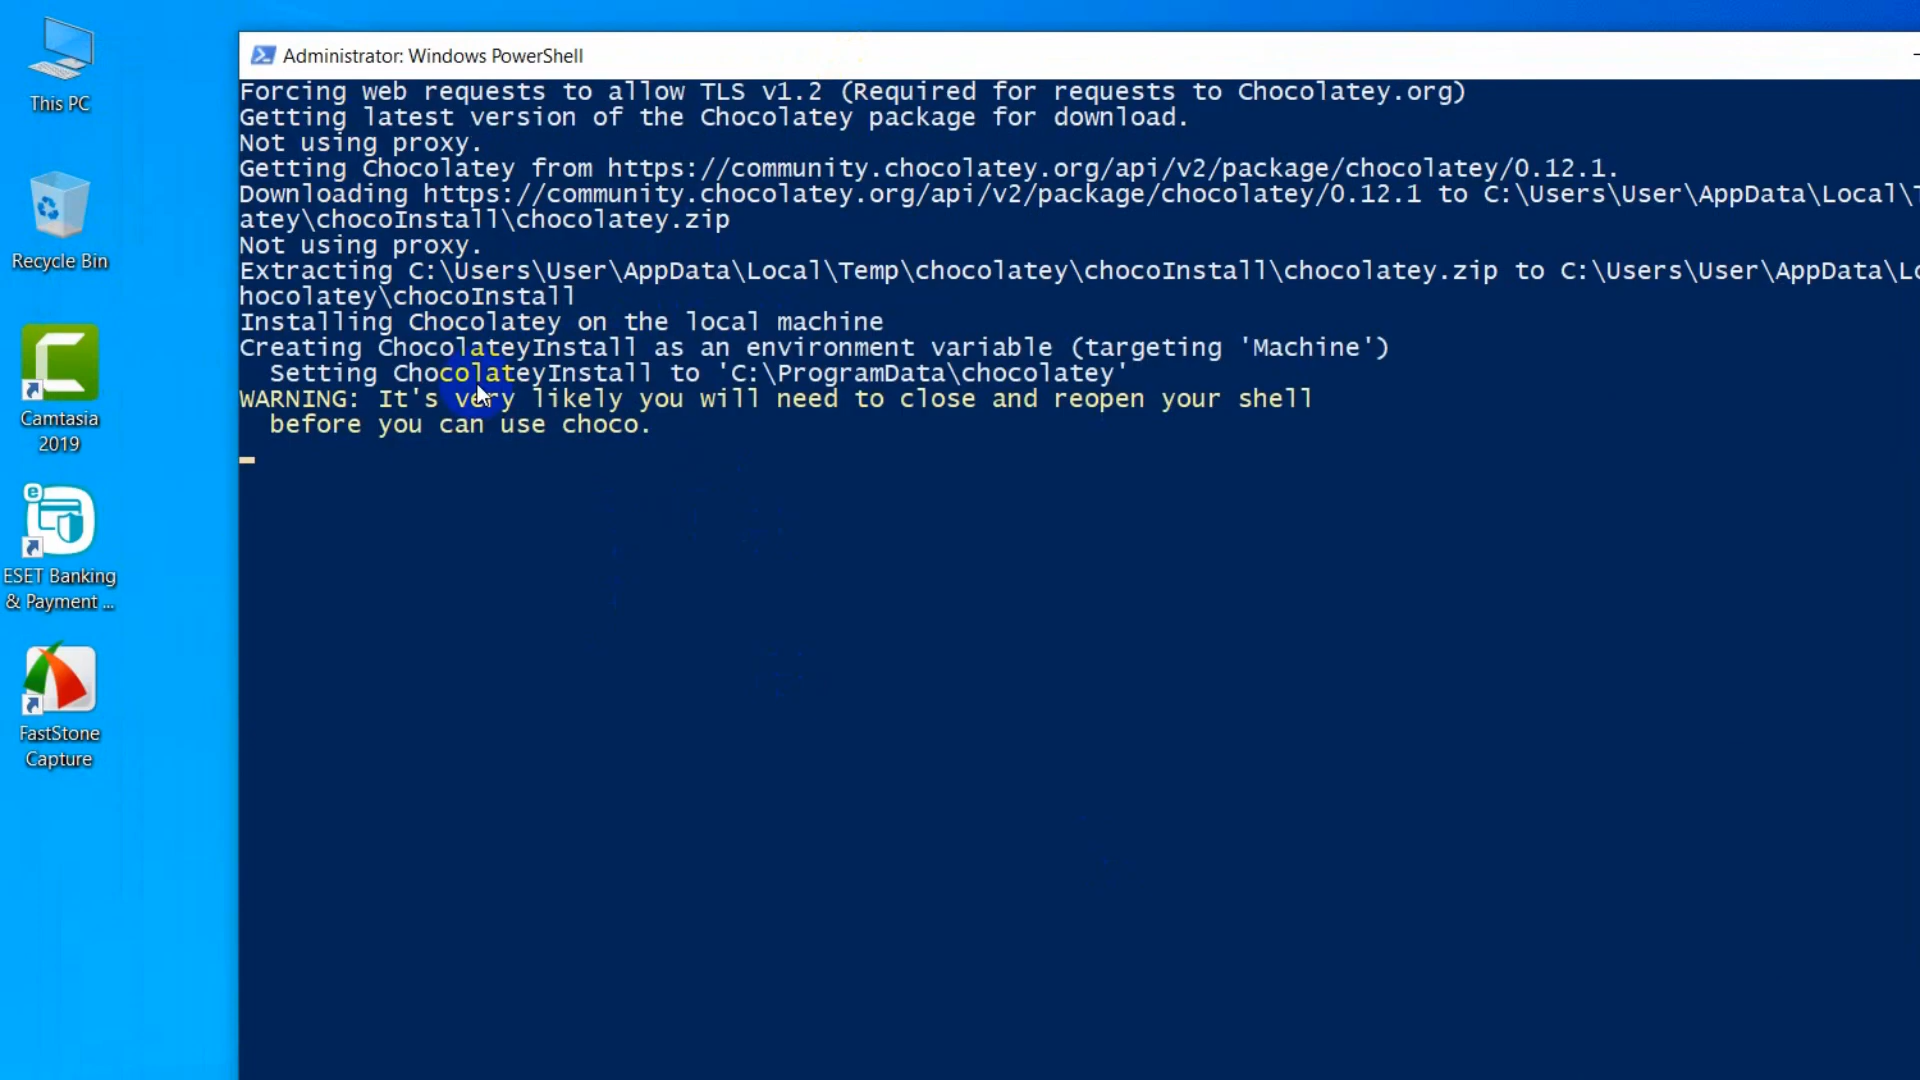 This PC
Recycle Bin
Camtasia
2019
ESET Banking
& Payment ...
FastStone
Capture
Administrator: Windows PowerShell
Forcing web requests to allow TLS v1.2 (Required for requests to Chocolatey.org)
Getting latest version of the Chocolatey package for download.
Not using proxy.
Getting Chocolatey from https://community.chocolatey.org/api/v2/package/chocolatey/0.12.1.
Downloading https://community.chocolatey.org/api/v2/package/chocolatey/0.12.1 to C:\Users\User\AppData\Local\T
atey\chocoInstall\chocolatey.zip
Not using proxy.
Extracting C:\Users\User\AppData\Local\Temp\chocolatey\chocoInstall\chocolatey.zip to C:\Users\User\AppData\Lo
hocolatey\chocoInstall
Installing Chocolatey on the local machine
Creating ChocolateyInstall as an environment variable (targeting 'Machine')
  Setting ChocolateyInstall to 'C:\ProgramData\chocolatey'
WARNING: It's very likely you will need to close and reopen your shell
  before you can use choco.